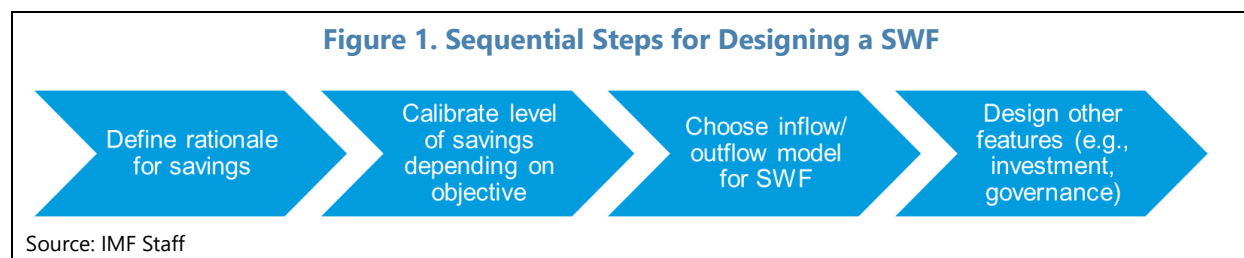 Figure 1. Sequential Steps for Designing a SWF
Define rationale
for savings
Calibrate level
of savings
depending on
objective
Choose inflow/
outflow model
for SWF
Design other
features (e.g.,
investment,
governance)
Source: IMF Staff